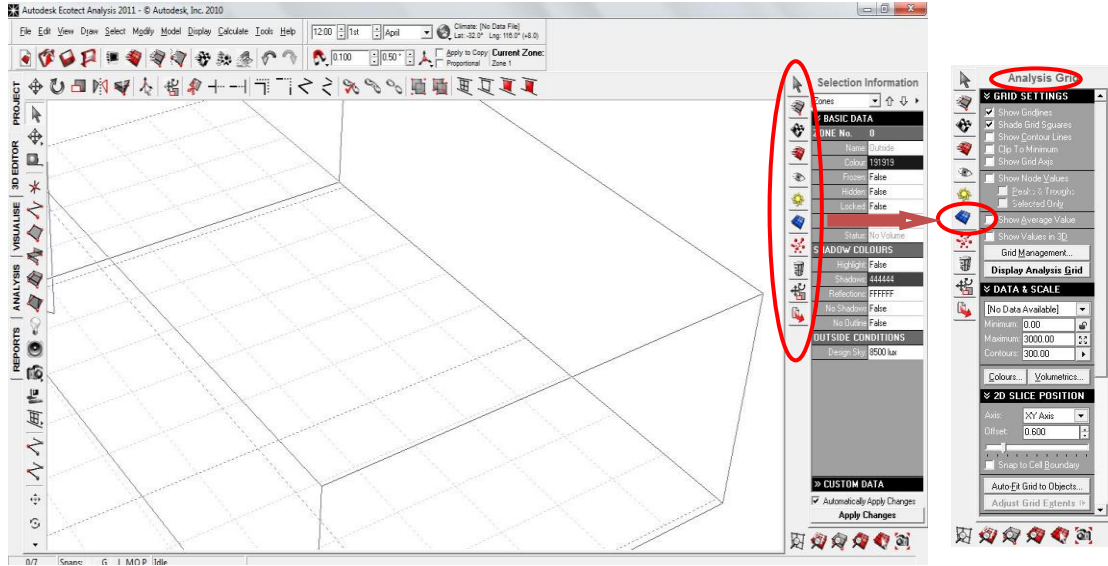 Autodesk Ecotect Analysis 2011 - © Autodesk, Inc. 2010
File Edit View Draw Select Modify Model Display Calculate Tools Help
12:00 1st April
Climate: [No Data File]
Lat: -32.0° Lng: 116.0° (+8.0)
0.100 0.50 °
Apply to Copy
Proportional
Current Zone:
Zone 1
PROJECT
3D EDITOR
VISUALISE
ANALYSIS
REPORTS
Selection Information
Zones
BASIC DATA
ZONE No. 0
Name Outside
Colour 191919
Frozen False
Hidden False
Locked False
Status No Volume
SHADOW COLOURS
Highlight False
Shadows 444444
Reflections FFFFFF
No Shadows False
No Outline False
OUTSIDE CONDITIONS
Design Sky 8500 lux
» CUSTOM DATA
Automatically Apply Changes
Apply Changes
0/7 Snaps: G I MOP Idle
Analysis Grid
GRID SETTINGS
Show Gridlines
Shade Grid Squares
Show Contour Lines
Clip To Minimum
Show Grid Axis
Show Node Values
Peaks & Troughs
Selected Only
Show Average Value
Show Values in 3D
Grid Management...
Display Analysis Grid
DATA & SCALE
[No Data Available]
Minimum: 0.00
Maximum: 3000.00
Contours: 300.00
Colours... Volumetrics...
2D SLICE POSITION
Axis: XY Axis
Offset: 0.600
Snap to Cell Boundary
Auto-Fit Grid to Objects...
Adjust Grid Extents